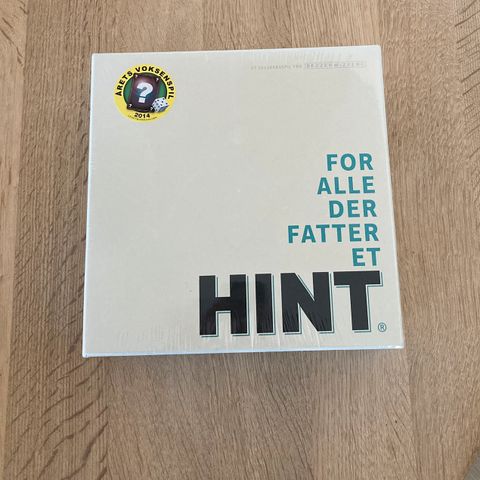 ÅRETS VOKSENSPIL
?
2014
FOR
ALLE
DER
FATTER
ET
HINT®